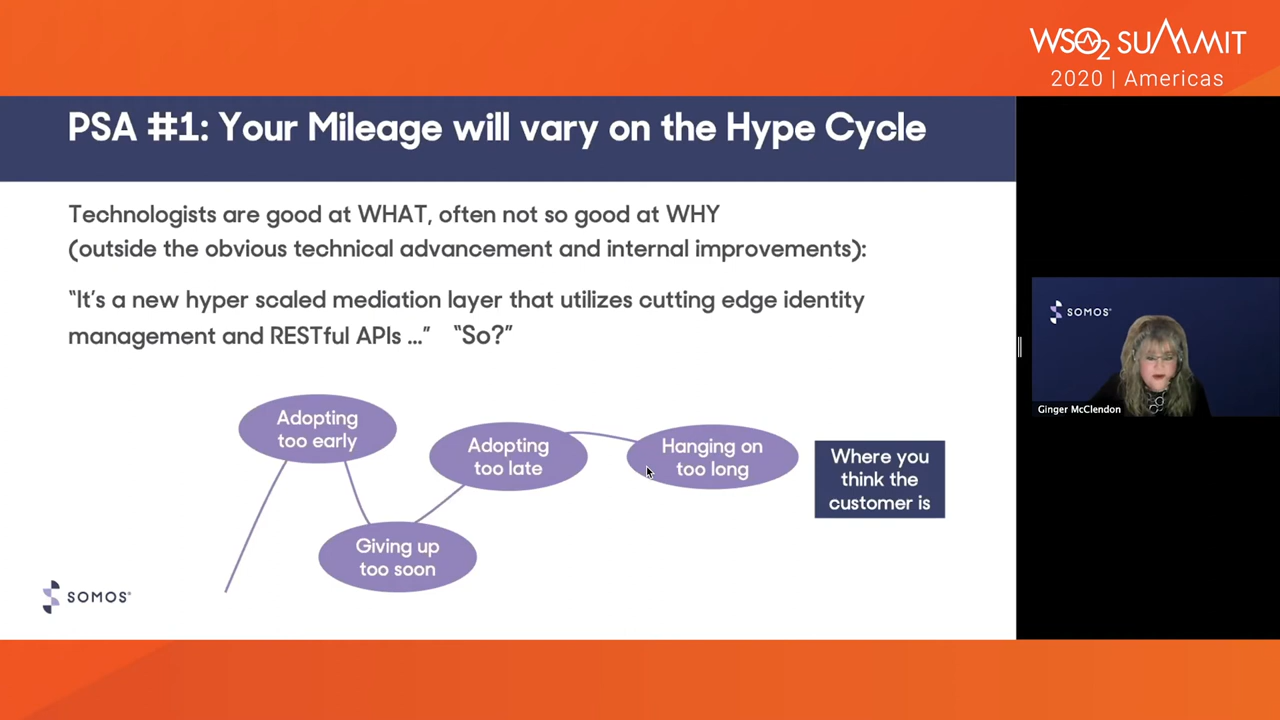 WSO2 SUMMIT
2020 | Americas
PSA #1: Your Mileage will vary on the Hype Cycle
Technologists are good at WHAT, often not so good at WHY
(outside the obvious technical advancement and internal improvements):
“It’s a new hyper scaled mediation layer that utilizes cutting edge identity
management and RESTful APIs ...” “So?”
Adopting
too early
Adopting
too late
Hanging on
too long
Where you
think the
customer is
Giving up
too soon
SOMOS®
SOMOS®
Ginger McClendon